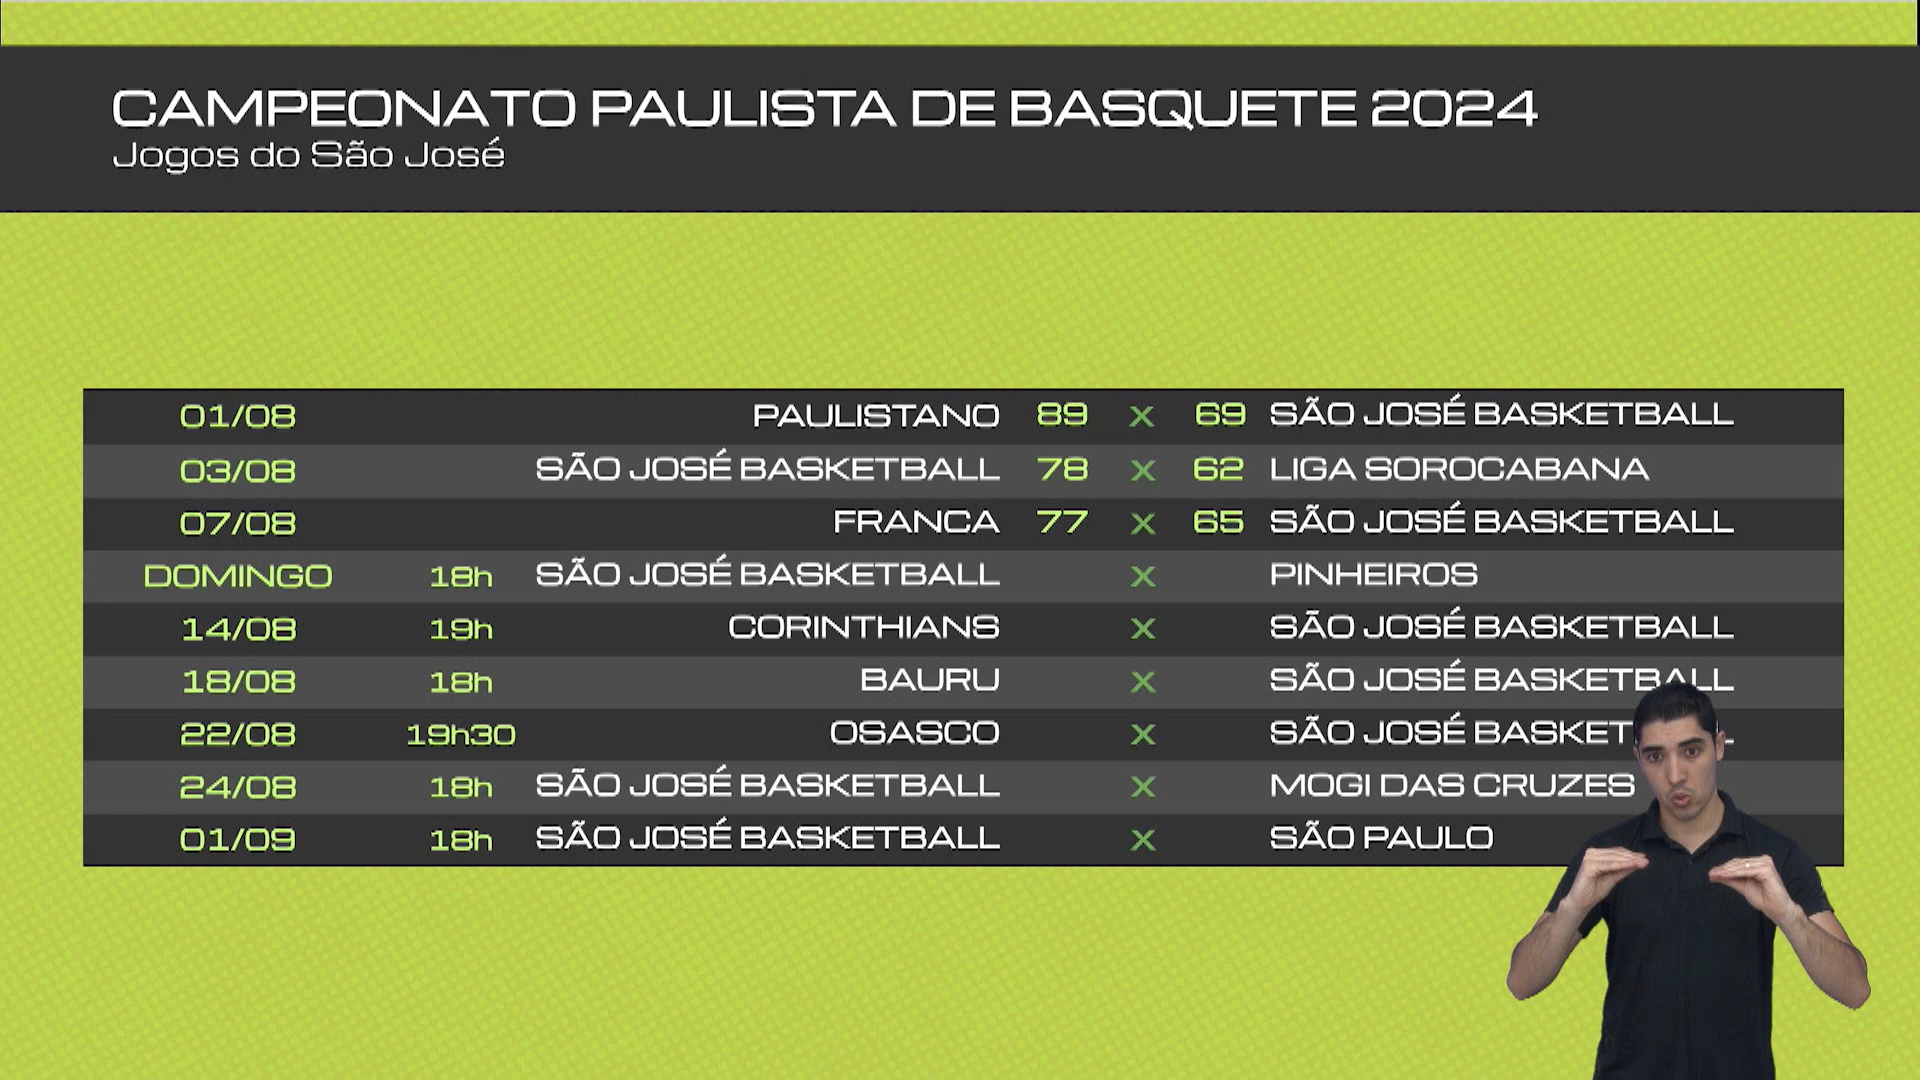 CAMPEONATO PAULISTA DE BASQUETE 2024
Jogos do São José
01/08 PAULISTANO 89 X 69 SÃO JOSÉ BASKETBALL
03/08 SÃO JOSÉ BASKETBALL 78 X 62 LIGA SOROCABANA
07/08 FRANCA 77 X 65 SÃO JOSÉ BASKETBALL
DOMINGO 18h SÃO JOSÉ BASKETBALL X PINHEIROS
14/08 19h CORINTHIANS X SÃO JOSÉ BASKETBALL
18/08 18h BAURU X SÃO JOSÉ BASKETBALL
22/08 19h30 OSASCO X SÃO JOSÉ
24/08 18h SÃO JOSÉ BASKETBALL X MOGI DAS CRUZES
01/09 18h SÃO JOSÉ BASKETBALL X SÃO PAULO